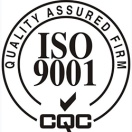 QUALITY ASSURED FIRM
ISO
9001
CQC